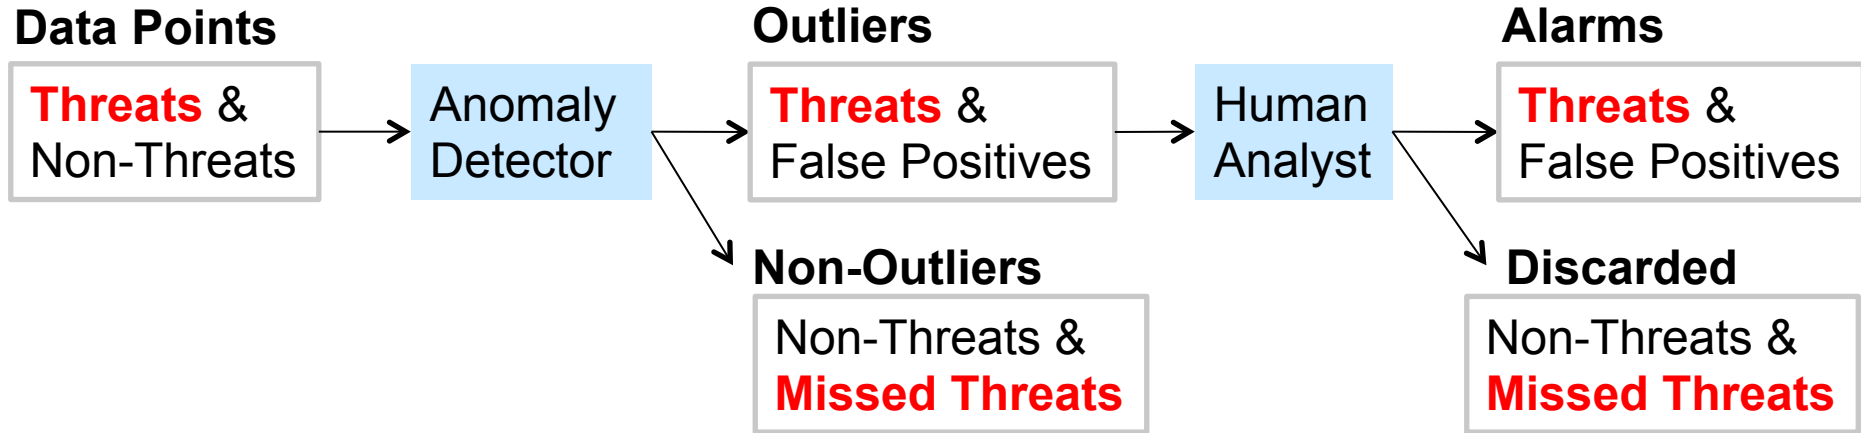 Data Points
Threats &
Non-Threats
Anomaly
Detector
Outliers
Threats &
False Positives
Non-Outliers
Non-Threats &
Missed Threats
Human
Analyst
Alarms
Threats &
False Positives
Discarded
Non-Threats &
Missed Threats